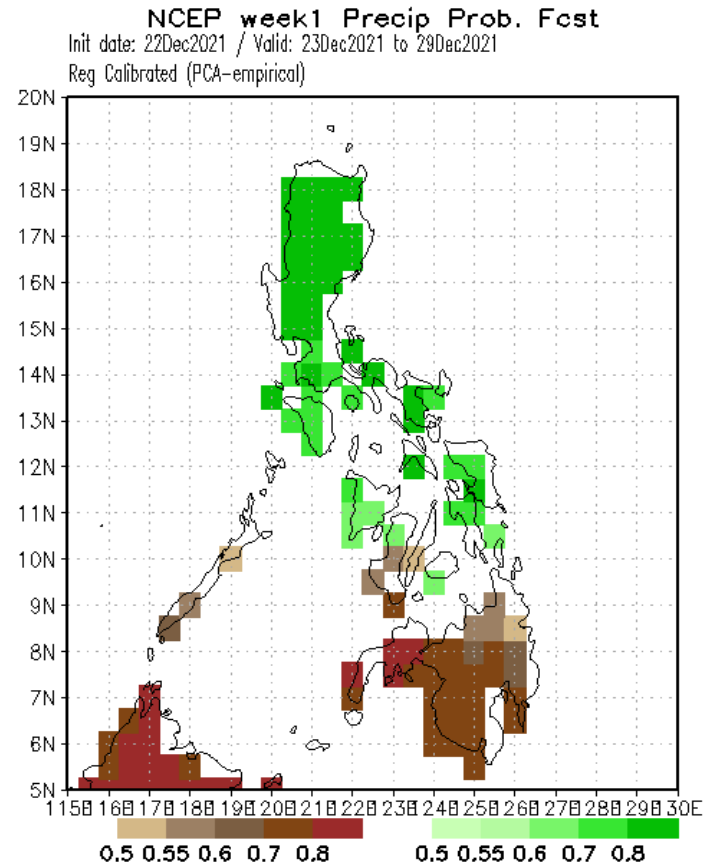 NCEP week1 Precip Prob. Fcst
Init date: 22Dec2021 / Valid: 23Dec2021 to 29Dec2021
Reg Calibrated (PCA-empirical)
20N
19N
18N
17N
16N
15N
14N
13N
12N
11N
10N
9N
8N
7N
6N
5N
115E 116E 117E 118E 119E 120E 121E 122E 123E 124E 125E 126E 127E 128E 129E 130E
0.5 0.55 0.6 0.7 0.8 0.5 0.55 0.6 0.7 0.8